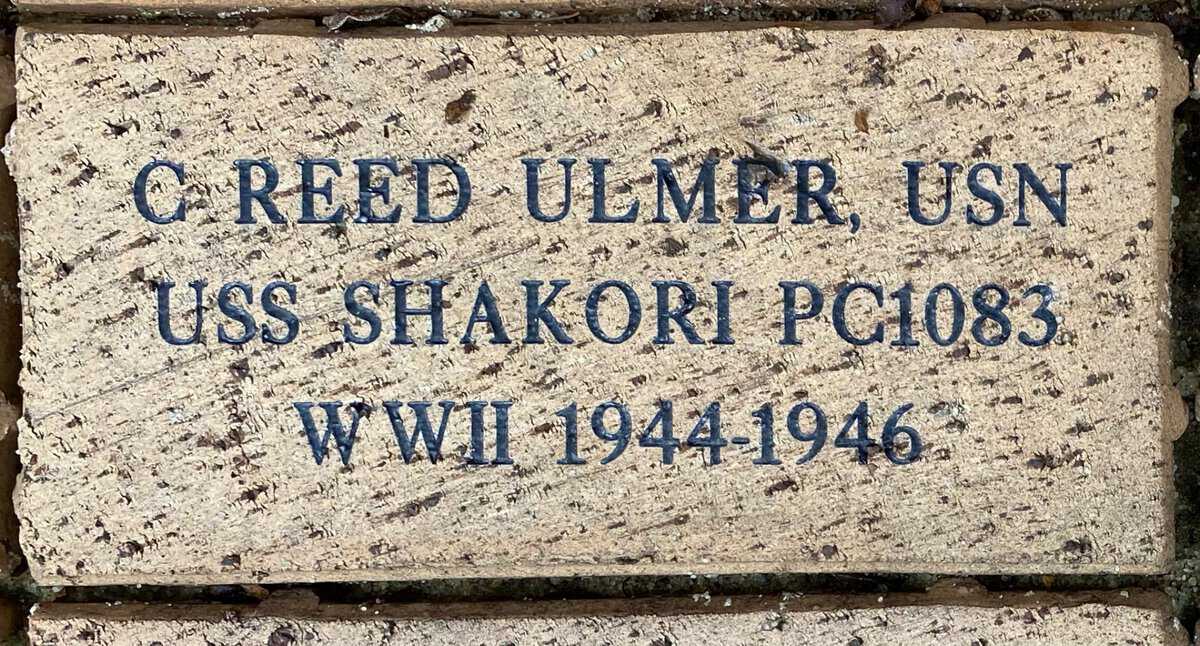 C REED ULMER, USN
USS SHAKORI PC1083
WWII 1944-1946